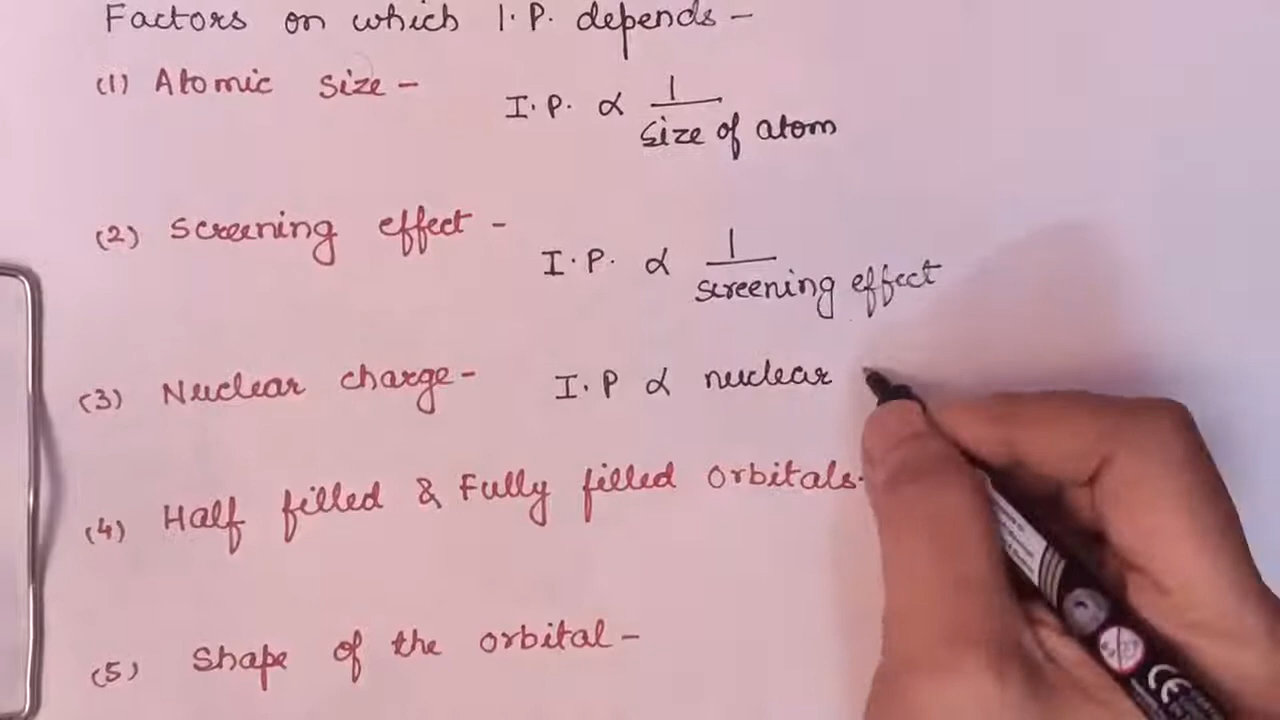 Factors on which I.P. depends -
(1) Atomic size - I.P. ∝ 1/size of atom
(2) Screening effect - I.P. ∝ 1/screening effect
(3) Nuclear charge - I.P ∝ nuclear
(4) Half filled & Fully filled orbitals-
(5) Shape of the orbital -
CE